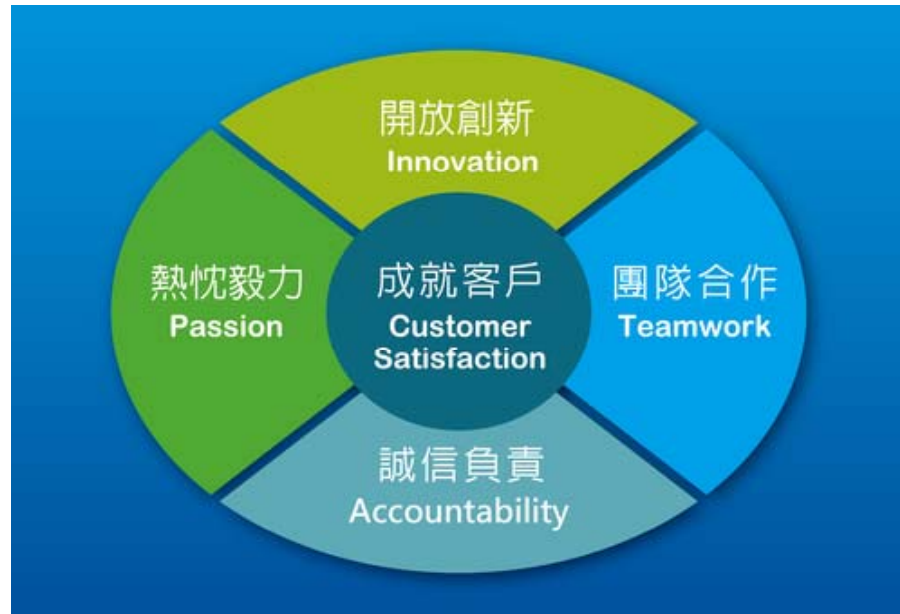 開放創新
Innovation
熱忱毅力
Passion
成就客戶
Customer
Satisfaction
團隊合作
Teamwork
誠信負責
Accountability